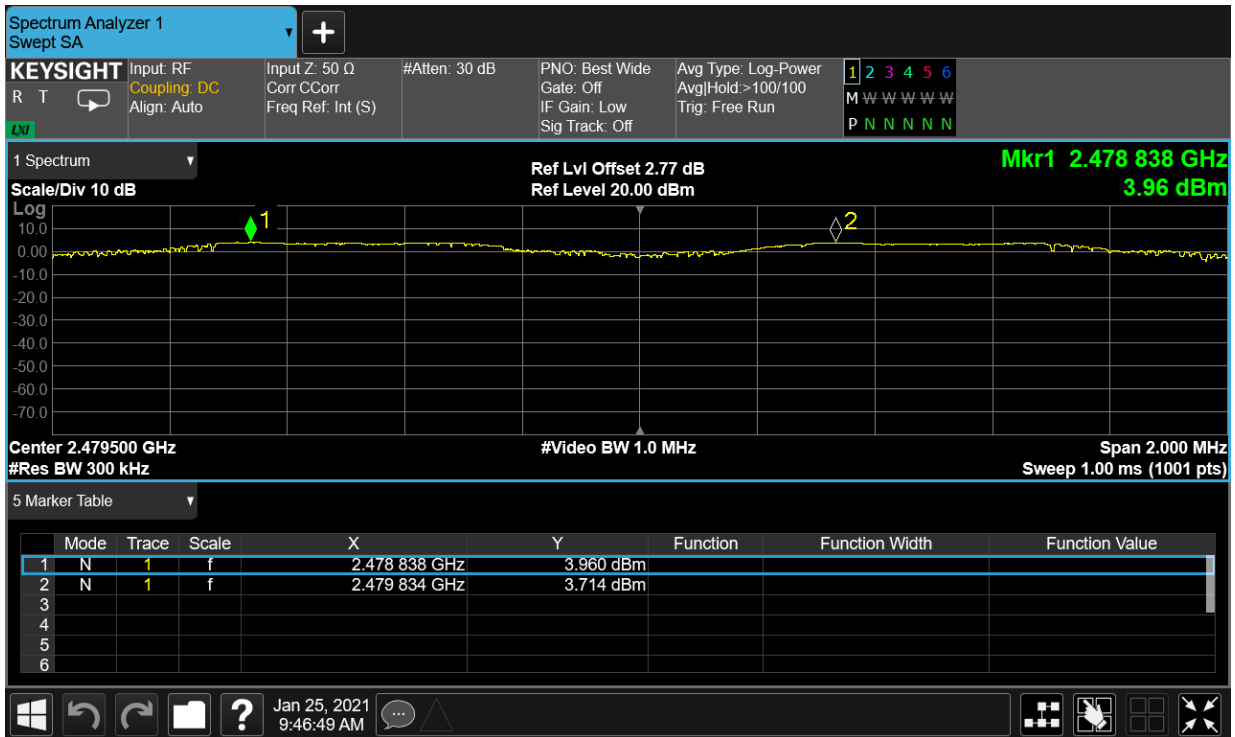 Spectrum Analyzer 1
Swept SA
KEYSIGHT
R T
LXI
Input: RF
Coupling: DC
Align: Auto
Input Z: 50 Ω
Corr CCorr
Freq Ref: Int (S)
#Atten: 30 dB
PNO: Best Wide
Gate: Off
IF Gain: Low
Sig Track: Off
Avg Type: Log-Power
Avg|Hold:>100/100
Trig: Free Run
1 2 3 4 5 6
M W W W W W
P N N N N N
1 Spectrum
Scale/Div 10 dB
Ref Lvl Offset 2.77 dB
Ref Level 20.00 dBm
Mkr1 2.478 838 GHz
3.96 dBm
Log
10.0
0.00
-10.0
-20.0
-30.0
-40.0
-50.0
-60.0
-70.0
1
2
Center 2.479500 GHz
#Res BW 300 kHz
#Video BW 1.0 MHz
Span 2.000 MHz
Sweep 1.00 ms (1001 pts)
5 Marker Table
Mode Trace Scale X Y Function Function Width Function Value
1 N 1 f 2.478 838 GHz 3.960 dBm
2 N 1 f 2.479 834 GHz 3.714 dBm
3
4
5
6
?
Jan 25, 2021
9:46:49 AM